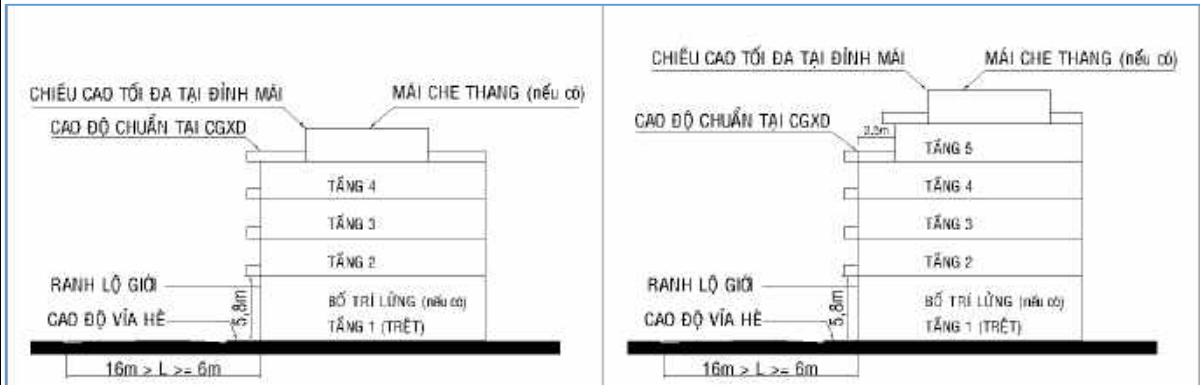 CHIỀU CAO TỐI ĐA TẠI ĐỈNH MÁI
MÁI CHE THANG (nếu có)
CAO ĐỘ CHUẨN TẠI CGXD
TẦNG 4
TẦNG 3
TẦNG 2
RANH LỘ GIỚI
BỐ TRÍ LỬNG (nếu có)
5,8m
CAO ĐỘ VỈA HÈ
TẦNG 1 (TRỆT)
16m > L >= 6m
CHIỀU CAO TỐI ĐA TẠI ĐỈNH MÁI
MÁI CHE THANG (nếu có)
CAO ĐỘ CHUẨN TẠI CGXD
3,5m
TẦNG 5
TẦNG 4
TẦNG 3
TẦNG 2
RANH LỘ GIỚI
BỐ TRÍ LỬNG (nếu có)
5,8m
CAO ĐỘ VỈA HÈ
TẦNG 1 (TRỆT)
16m > L >= 6m